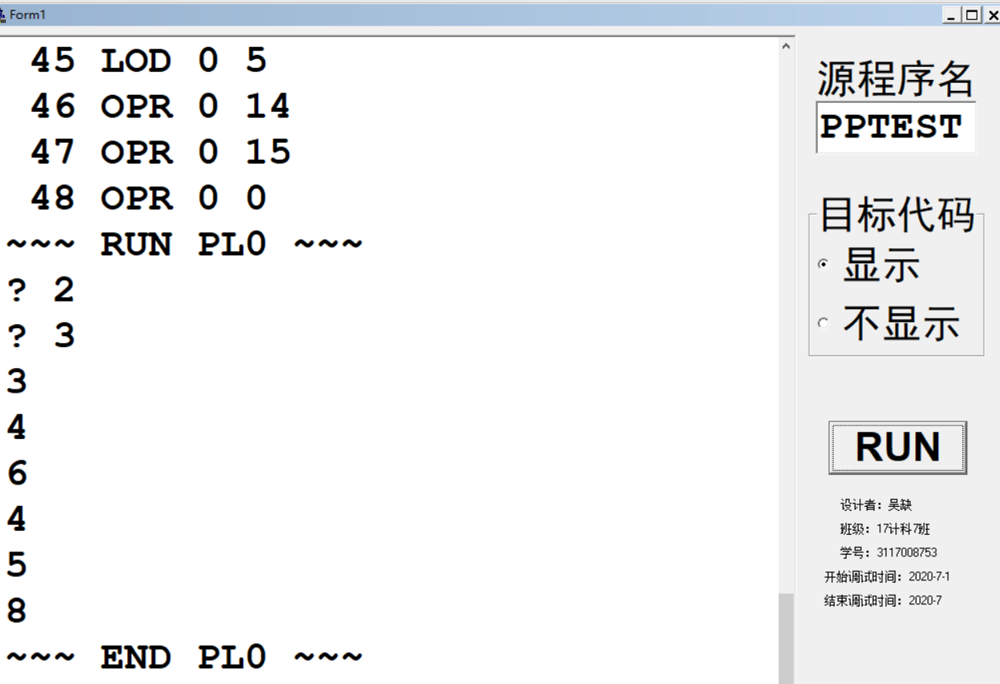 Form1
45 LOD 0 5
46 OPR 0 14
47 OPR 0 15
48 OPR 0 0
~~~ RUN PL0 ~~~
? 2
? 3
3
4
6
4
5
8
~~~ END PL0 ~~~
源程序名
PPTEST
目标代码
显示
不显示
RUN
设计者：吴缺
班级：17计科7班
学号：3117008753
开始调试时间：2020-7-1
结束调试时间：2020-7